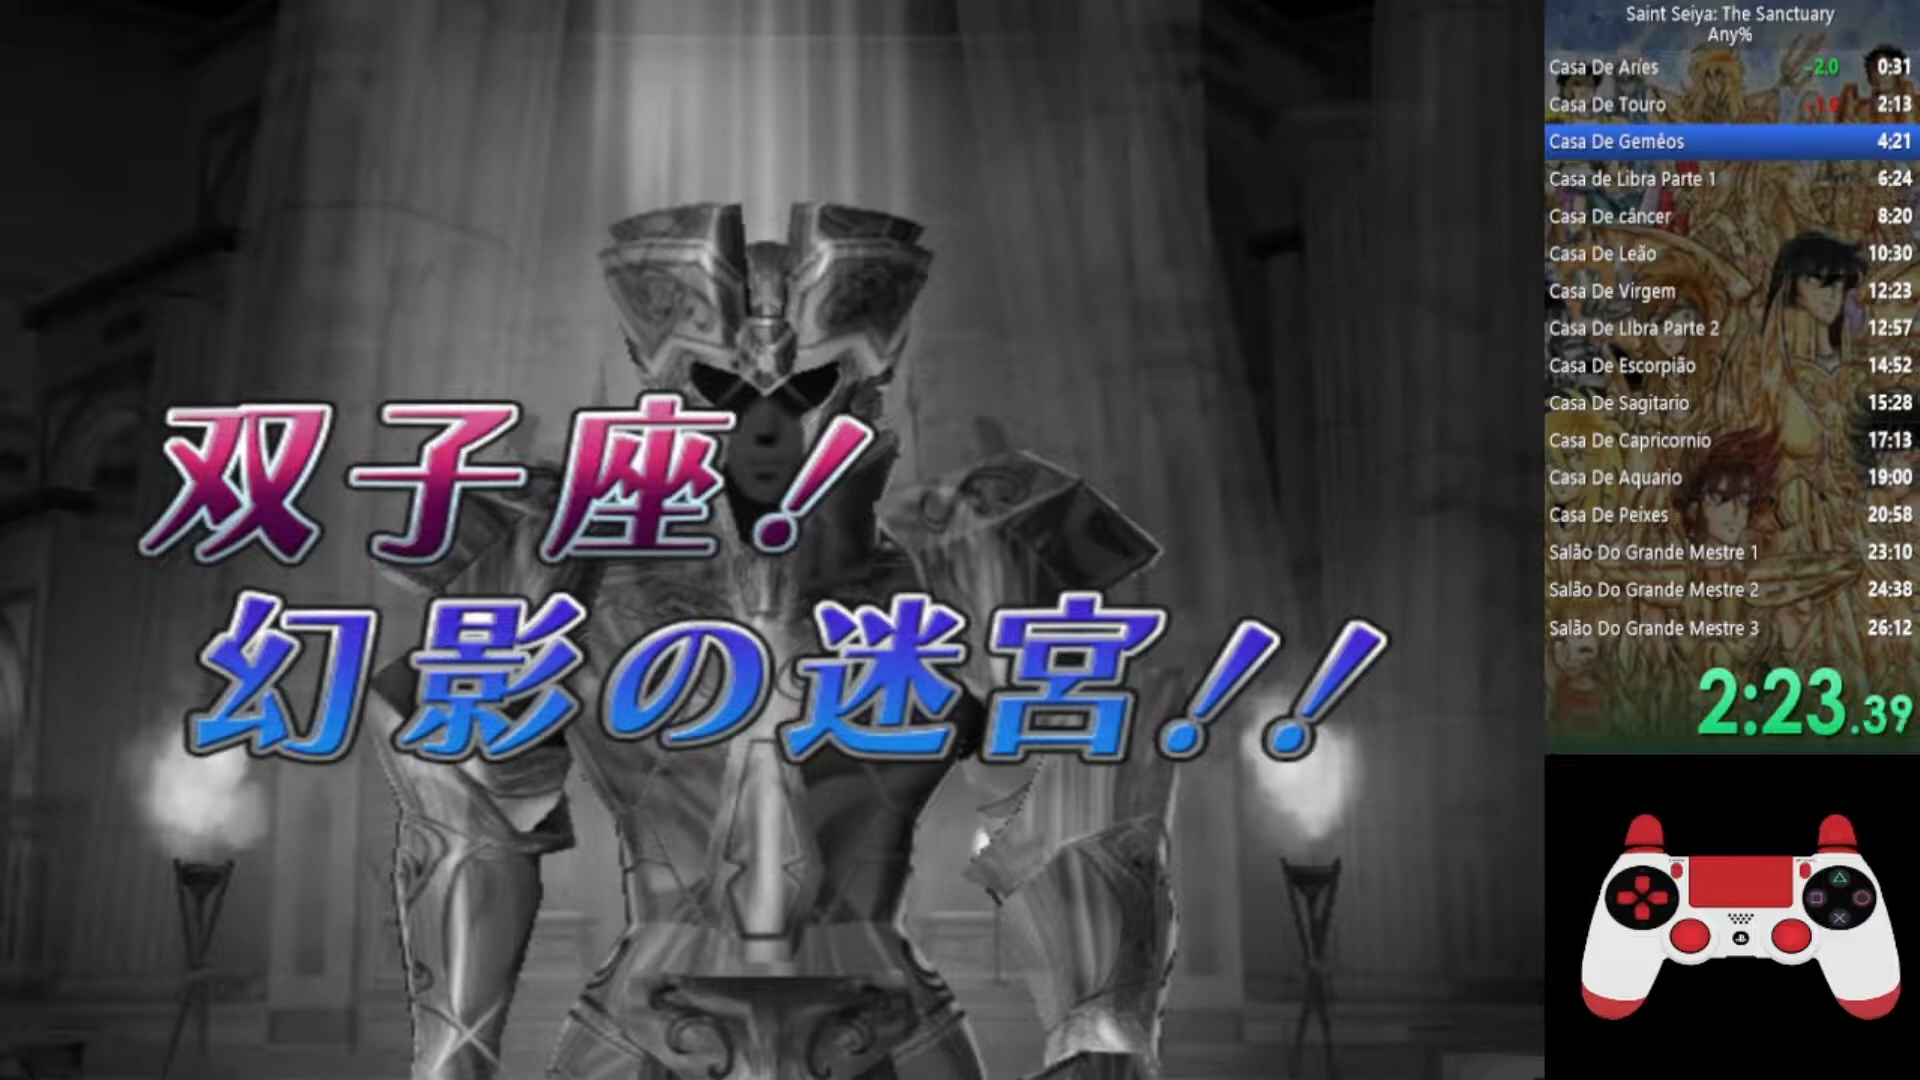 双子座!
幻影の迷宮!!
Saint Seiya: The Sanctuary
Any%
Casa De Aríes -2.0 0:31
Casa De Touro -1.6 2:13
Casa De Gemêos 4:21
Casa de Libra Parte 1 6:24
Casa De câncer 8:20
Casa De Leão 10:30
Casa De Virgem 12:23
Casa De LIbra Parte 2 12:57
Casa De Escorpião 14:52
Casa De Sagitario 15:28
Casa De Capricornio 17:13
Casa De Aquario 19:00
Casa De Peixes 20:58
Salão Do Grande Mestre 1 23:10
Salão Do Grande Mestre 2 24:38
Salão Do Grande Mestre 3 26:12
2:23.39